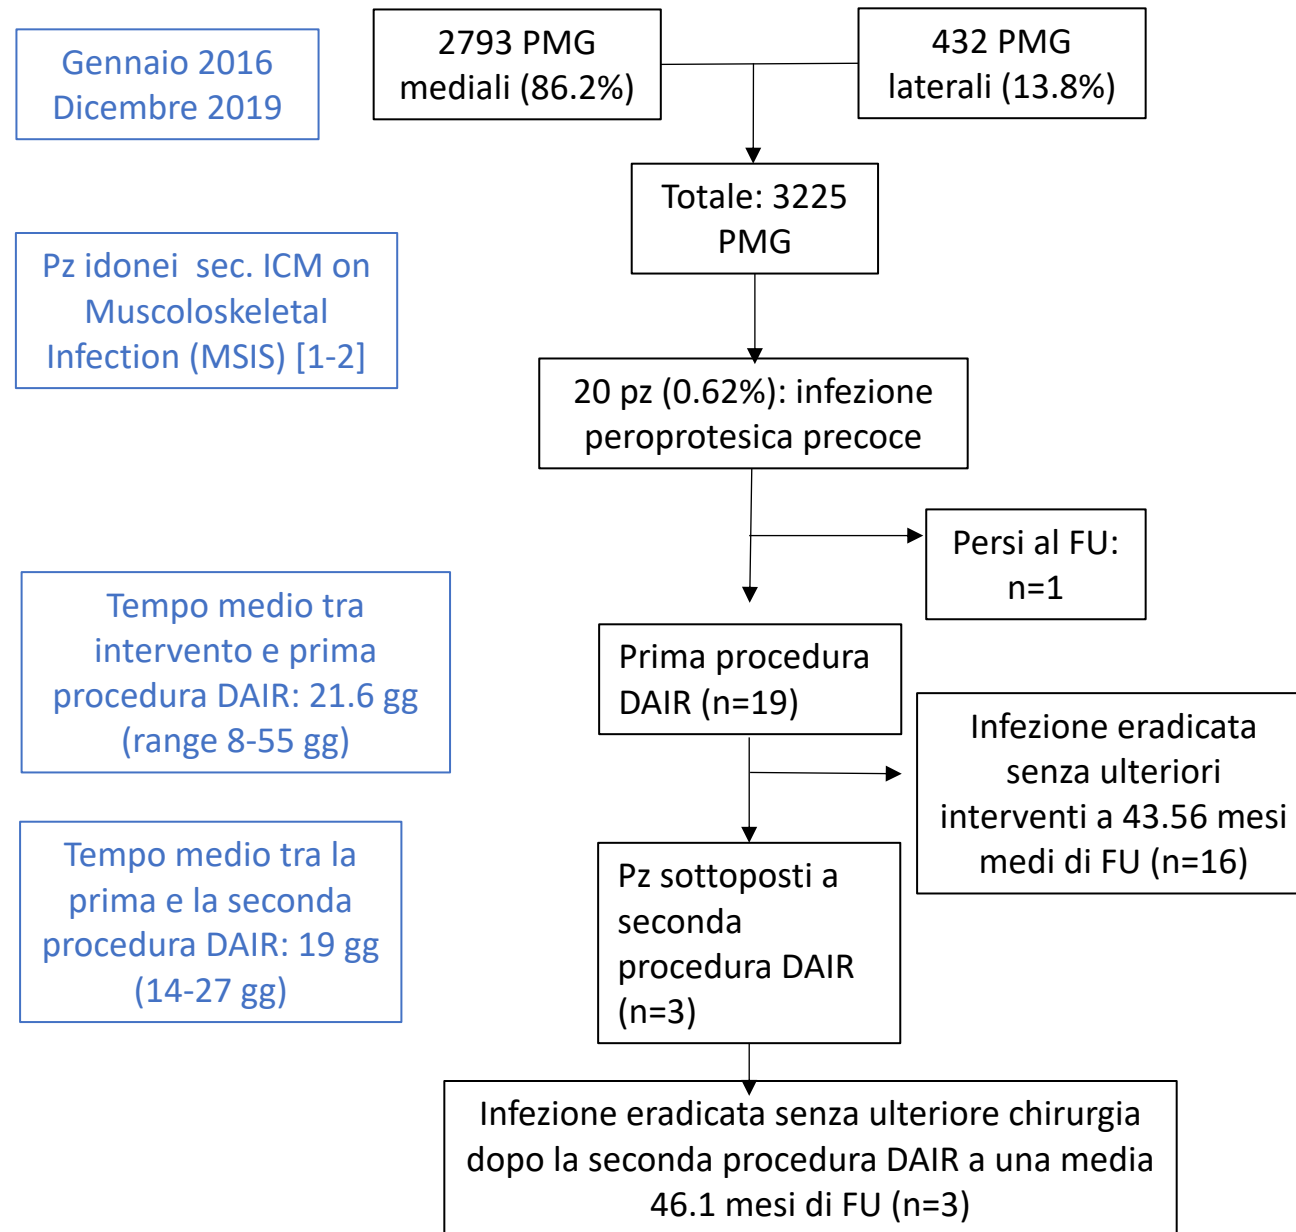 Gennaio 2016
Dicembre 2019
2793 PMG
mediali (86.2%)
432 PMG
laterali (13.8%)
Totale: 3225
PMG
Pz idonei  sec. ICM on
Muscoloskeletal
Infection (MSIS) [1-2]
20 pz (0.62%): infezione
peroprotesica precoce
Persi al FU:
n=1
Tempo medio tra
intervento e prima
procedura DAIR: 21.6 gg
(range 8-55 gg)
Prima procedura
DAIR (n=19)
Infezione eradicata
senza ulteriori
interventi a 43.56 mesi
medi di FU (n=16)
Tempo medio tra la
prima e la seconda
procedura DAIR: 19 gg
(14-27 gg)
Pz sottoposti a
seconda
procedura DAIR
(n=3)
Infezione eradicata senza ulteriore chirurgia
dopo la seconda procedura DAIR a una media
46.1 mesi di FU (n=3)